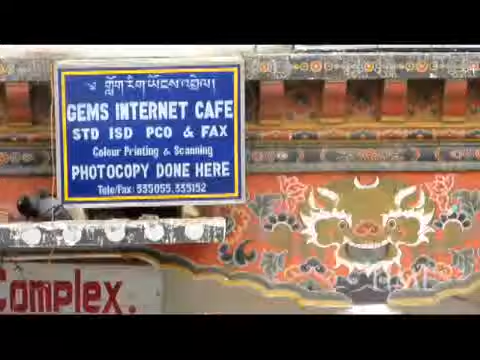 GEMS INTERNET CAFE
STD ISD PCO & FAX
Colour Printing & Scanning
PHOTOCOPY DONE HERE
Tele/Fax: 335055, 335152
Complex.